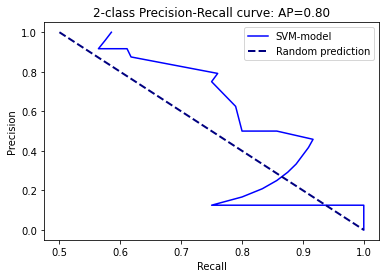 2-class Precision-Recall curve: AP=0.80
SVM-model
Random prediction
Precision
1.0
0.8
0.6
0.4
0.2
0.0
0.5 0.6 0.7 0.8 0.9 1.0
Recall